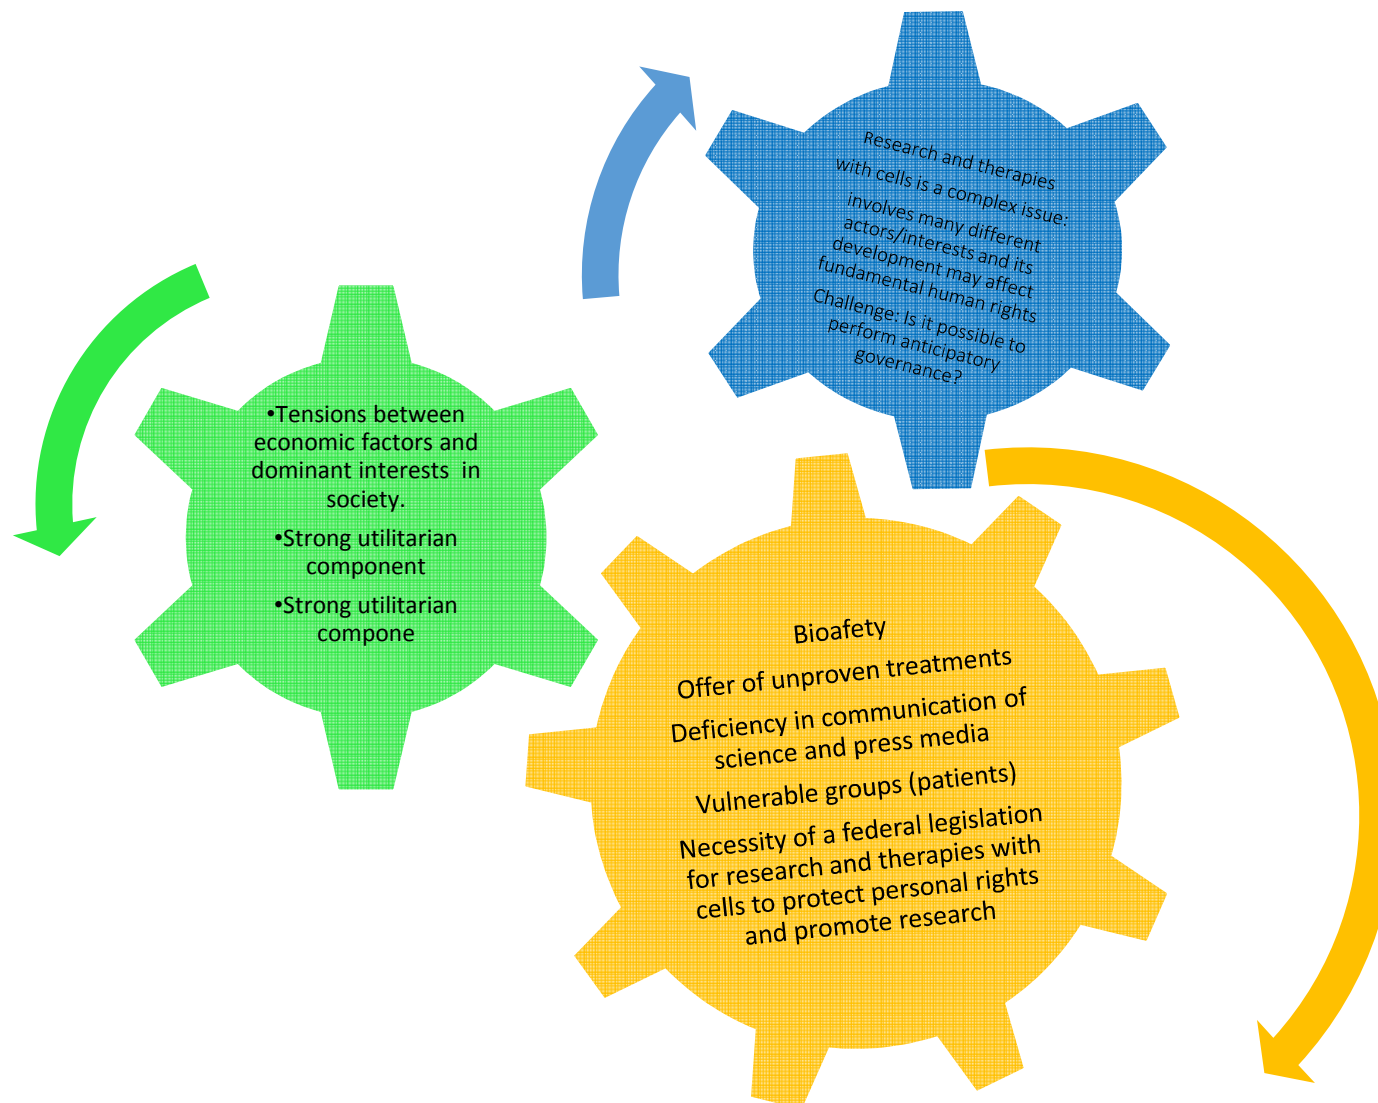 Research and therapies
with cells is a complex issue:
involves many different
actors/interests and its
development may affect
fundamental human rights
Challenge: Is it possible to
perform anticipatory
governance?
•Tensions between
economic factors and
dominant interests in
society.
•Strong utilitarian
component
•Strong utilitarian
compone
Bioafety
Offer of unproven treatments
Deficiency in communication of
science and press media
Vulnerable groups (patients)
Necessity of a federal legislation
for research and therapies with
cells to protect personal rights
and promote research